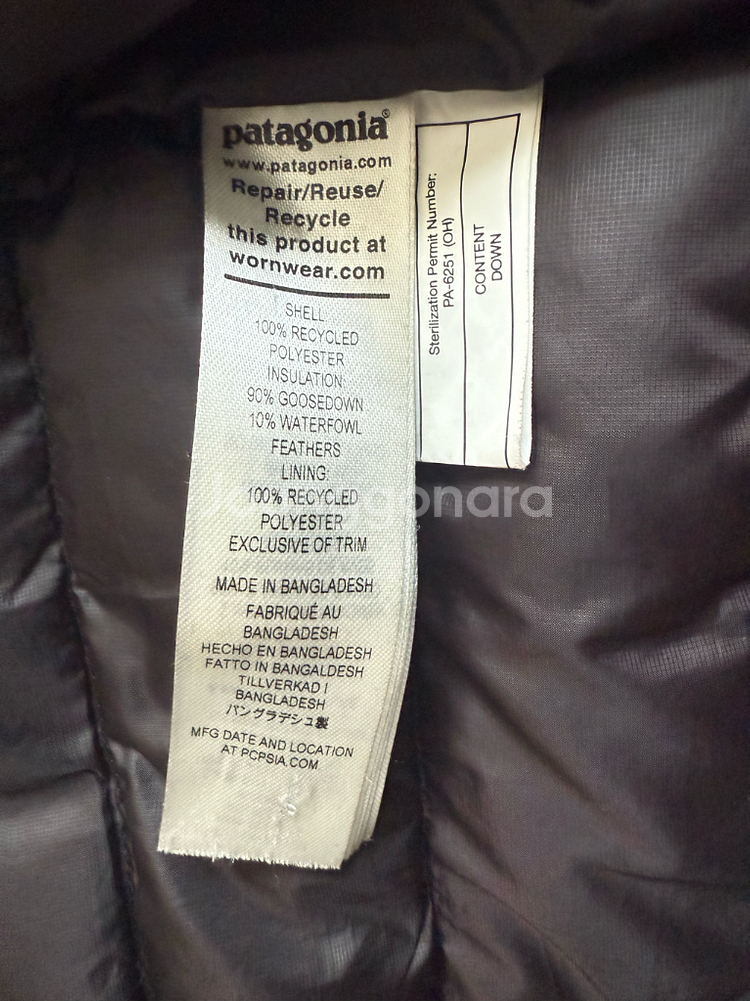 patagonia®
www.patagonia.com
Repair/Reuse/
Recycle
this product at
wornwear.com
SHELL
100% RECYCLED
POLYESTER
INSULATION
90% GOOSEDOWN
10% WATERFOWL
FEATHERS
LINING
100% RECYCLED
POLYESTER
EXCLUSIVE OF TRIM
MADE IN BANGLADESH
FABRIQUÉ AU
BANGLADESH
HECHO EN BANGLADESH
FATTO IN BANGALDESH
TILLVERKAD I
BANGLADESH
バングラデシュ製
MFG DATE AND LOCATION
AT PCPSIA.COM
Sterilization Permit Number:
PA-6251 (OH)
CONTENT
DOWN